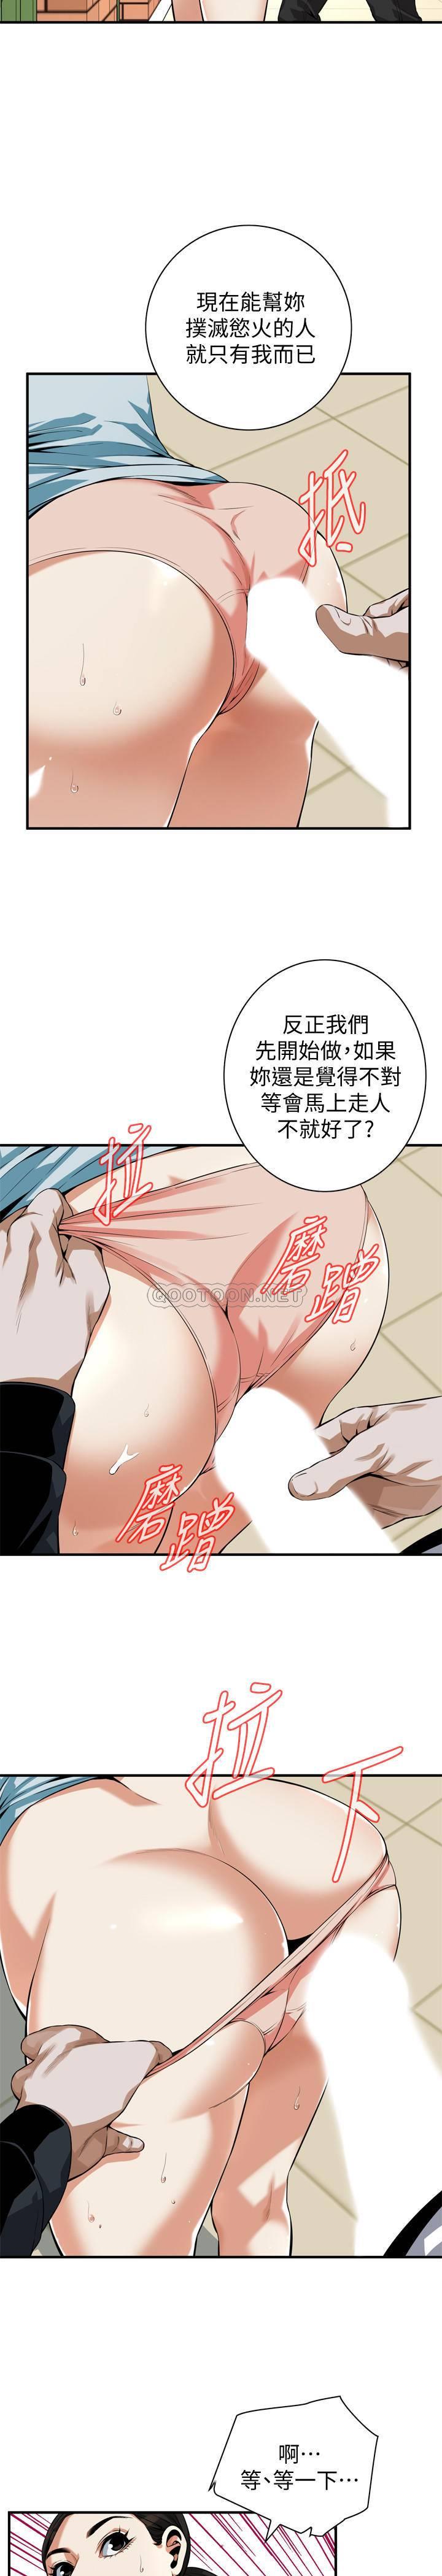 現在能幫妳
撲滅慾火的人
就只有我而已
抵
反正我們
先開始做，如果
妳還是覺得不對
等會馬上走人
不就好了？
拉
磨
蹭
QOOTOON.NET
磨
蹭
拉
下
啊…
等、等一下…